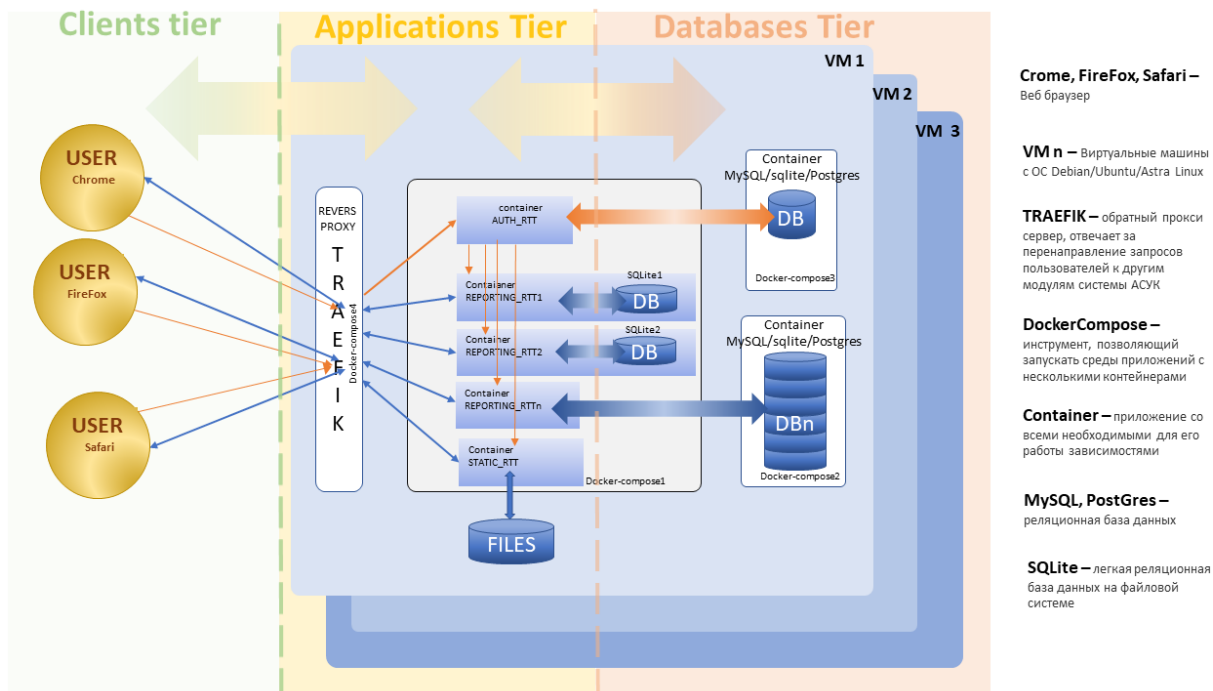 Clients tier
Applications Tier
Databases Tier
VM 1
VM 2
VM 3
USER
Chrome
USER
FireFox
USER
Safari
REVERS
PROXY
TRAEFIK
Docker-compose4
container
AUTH_RTT
Container
REPORTING_RTT1
SQLite1
DB
Container
REPORTING_RTT2
SQLite2
DB
Container
REPORTING_RTTn
Container
STATIC_RTT
Docker-compose1
FILES
Container
MySQL/sqlite/Postgres
DB
Docker-compose3
Container
MySQL/sqlite/Postgres
DBn
Docker-compose2
Crome, FireFox, Safari –
Веб браузер
VM n – Виртуальные машины
с ОС Debian/Ubuntu/Astra Linux
TRAEFIK – обратный прокси
сервер, отвечает за
перенаправление запросов
пользователей к другим
модулям системы АСУК
DockerCompose –
инструмент, позволяющий
запускать среды приложений с
несколькими контейнерами
Container – приложение со
всеми необходимыми для его
работы зависимостями
MySQL, PostGres –
реляционная база данных
SQLite – легкая реляционная
база данных на файловой
системе